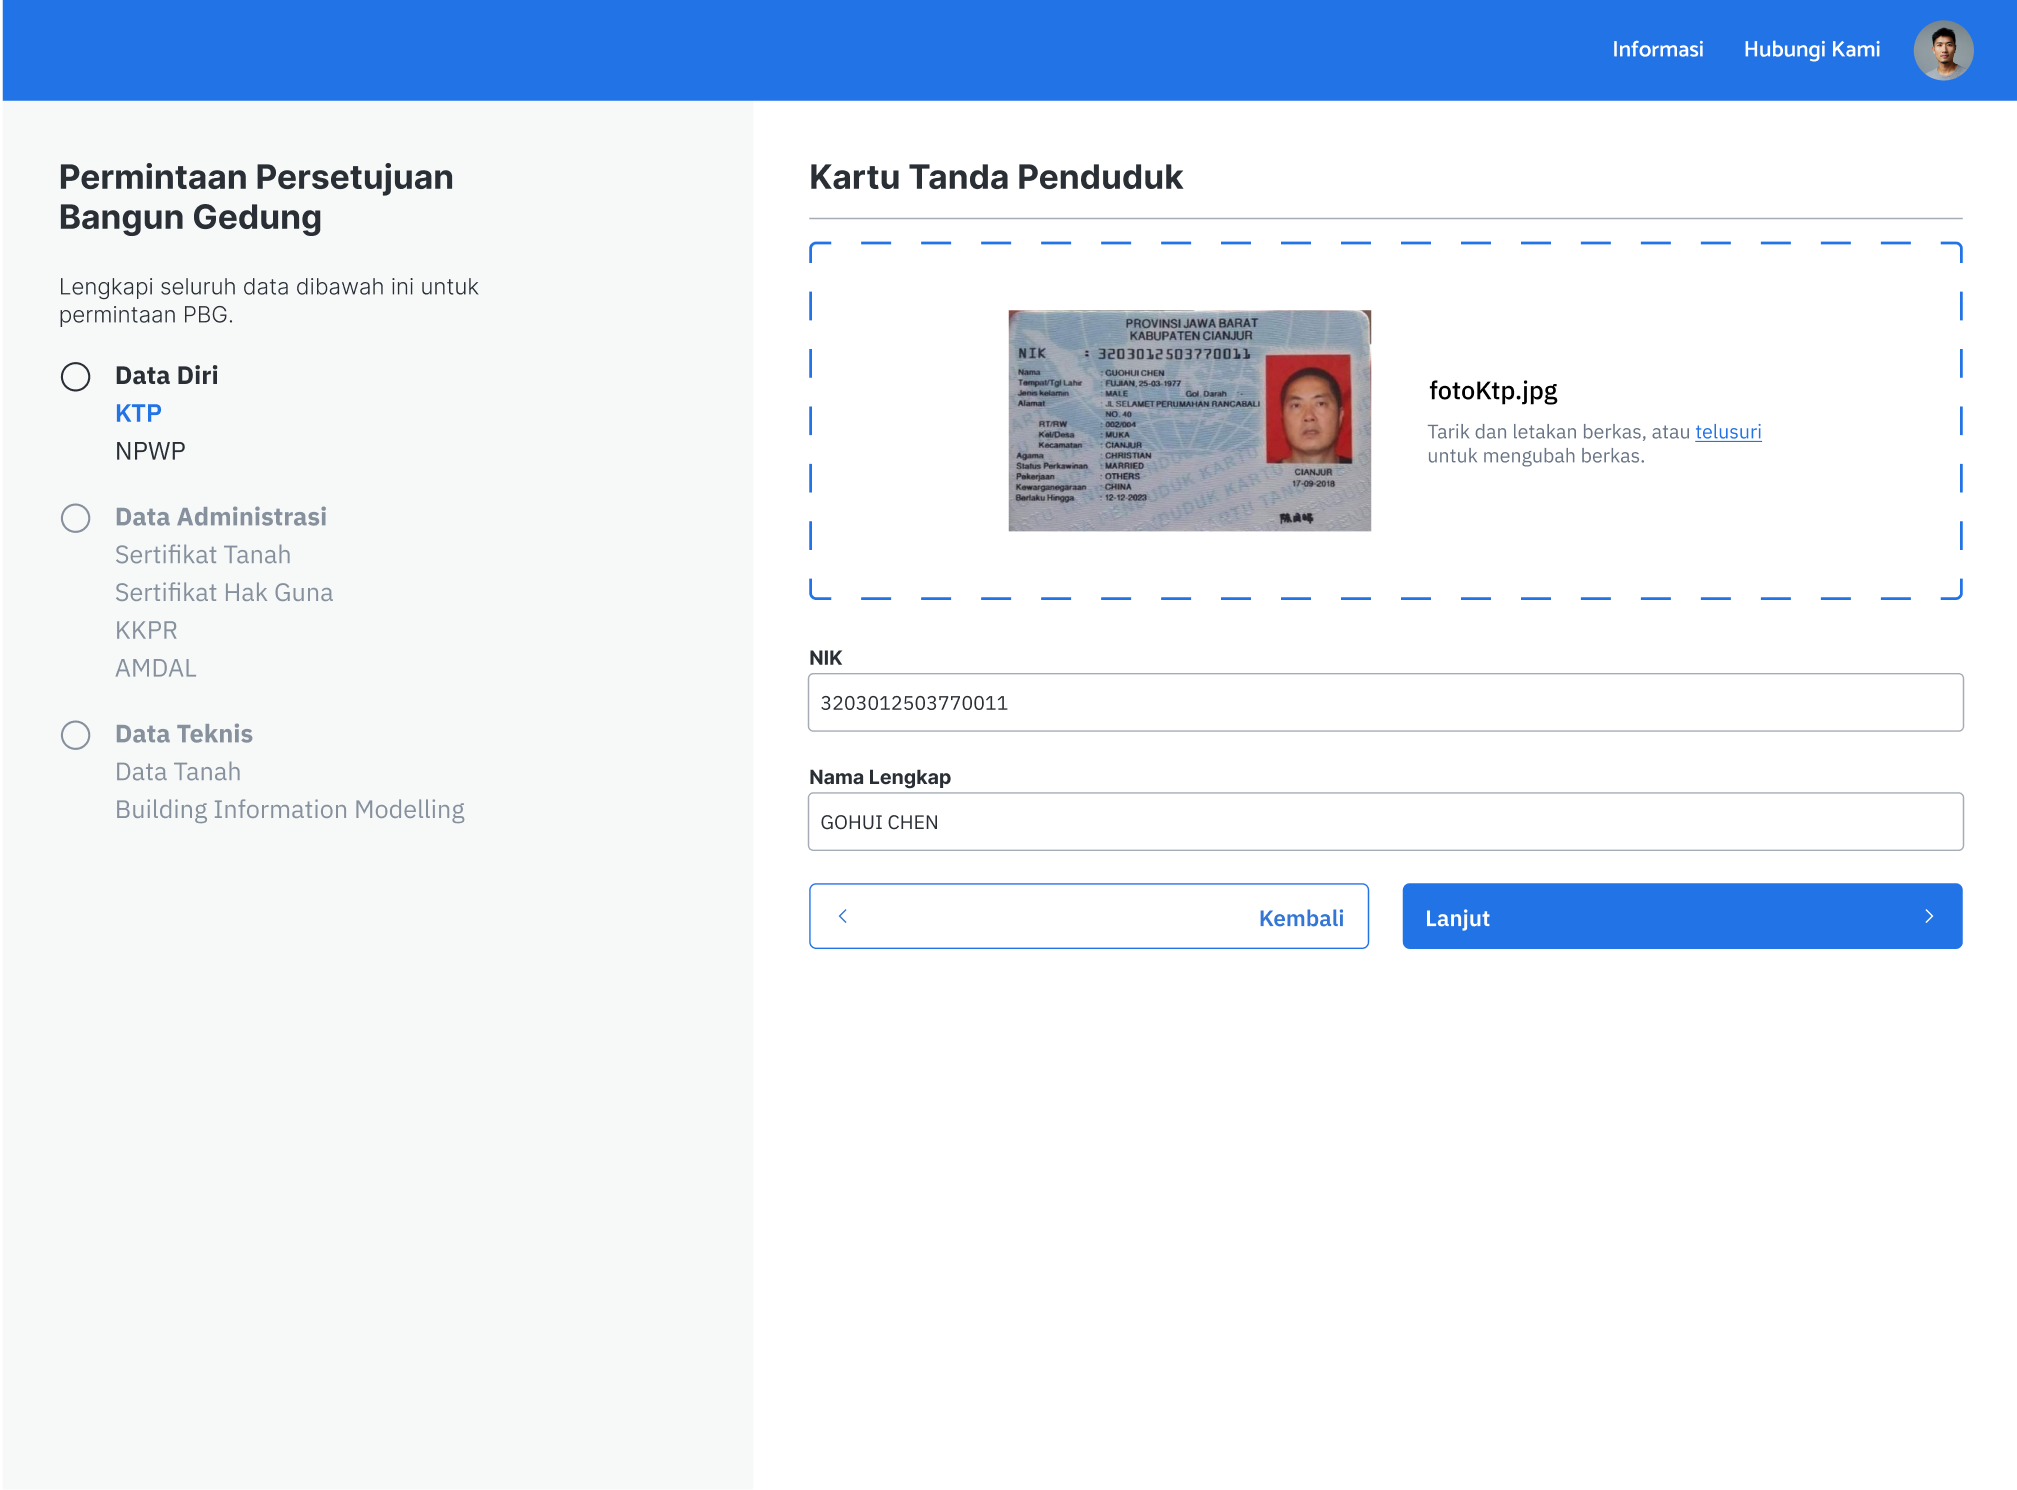 Informasi
Hubungi Kami
Permintaan Persetujuan
Bangun Gedung
Lengkapi seluruh data dibawah ini untuk
permintaan PBG.
Data Diri
KTP
NPWP
Data Administrasi
Sertifikat Tanah
Sertifikat Hak Guna
KKPR
AMDAL
Data Teknis
Data Tanah
Building Information Modelling
Kartu Tanda Penduduk
PROVINSI JAWA BARAT
KABUPATEN CIANJUR
NIK : 3203012503770011
Nama : GUOHUI CHEN
Tempat/Tgl Lahir : FUJIAN, 25-03-1977
Jenis kelamin : MALE Gol. Darah : -
Alamat : JL SELAMET PERUMAHAN RANCABALI
NO. 40
RT/RW : 002/004
Kel/Desa : MUKA
Kecamatan : CIANJUR
Agama : CHRISTIAN
Status Perkawinan : MARRIED
Pekerjaan : OTHERS
Kewarganegaraan : CHINA
Berlaku Hingga : 12-12-2023
CIANJUR
17-09-2018
fotoKtp.jpg
Tarik dan letakan berkas, atau telusuri
untuk mengubah berkas.
NIK
3203012503770011
Nama Lengkap
GOHUI CHEN
Kembali
Lanjut